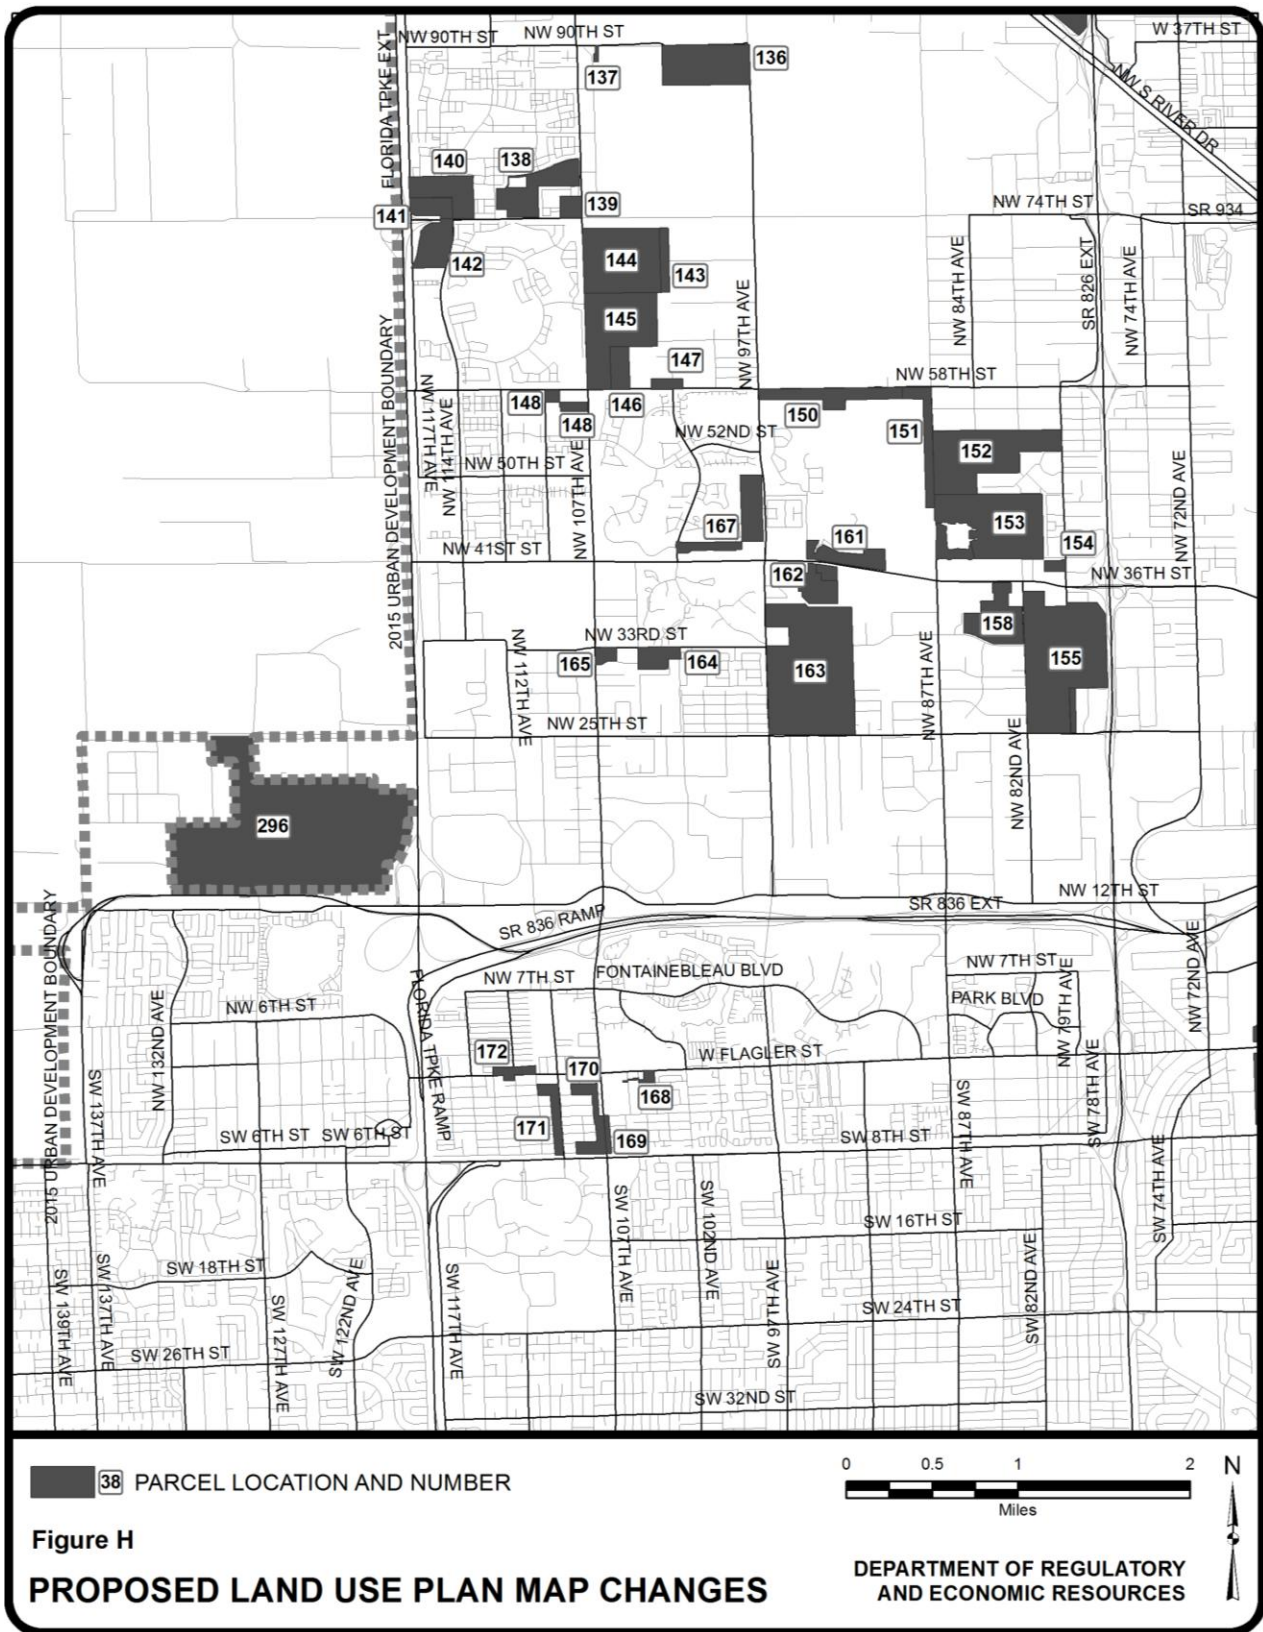 NW 90TH ST
NW 90TH ST
W 37TH ST
FLORIDA TPKE EXT
136
137
NW S RIVER DR
140
138
139
141
NW 74TH ST
SR 934
142
144
143
NW 84TH AVE
SR 826 EXT
NW 74TH AVE
NW 97TH AVE
145
2015 URBAN DEVELOPMENT BOUNDARY
147
NW 58TH ST
NW 117TH AVE
NW 114TH AVE
148
148
146
150
151
NW 52ND ST
152
NW 50TH ST
NW 107TH AVE
NW 72ND AVE
167
153
161
154
NW 41ST ST
162
NW 36TH ST
158
NW 33RD ST
165
164
163
155
NW 112TH AVE
NW 87TH AVE
NW 25TH ST
NW 82ND AVE
296
NW 12TH ST
SR 836 EXT
SR 836 RAMP
2015 URBAN DEVELOPMENT BOUNDARY
NW 7TH ST
FONTAINEBLEAU BLVD
NW 7TH ST
NW 72ND AVE
FLORIDA TPKE RAMP
NW 132ND AVE
NW 6TH ST
PARK BLVD
NW 79TH AVE
172
170
W FLAGLER ST
168
SW 137TH AVE
SW 78TH AVE
SW 87TH AVE
171
169
SW 6TH ST
SW 6TH ST
SW 8TH ST
SW 74TH AVE
SW 107TH AVE
SW 102ND AVE
SW 16TH ST
SW 18TH ST
SW 139TH AVE
SW 137TH AVE
SW 127TH AVE
SW 122ND AVE
SW 117TH AVE
SW 97TH AVE
SW 82ND AVE
SW 24TH ST
SW 26TH ST
SW 32ND ST
38 PARCEL LOCATION AND NUMBER
0 0.5 1 2
Miles
N
Figure H
PROPOSED LAND USE PLAN MAP CHANGES
DEPARTMENT OF REGULATORY
AND ECONOMIC RESOURCES